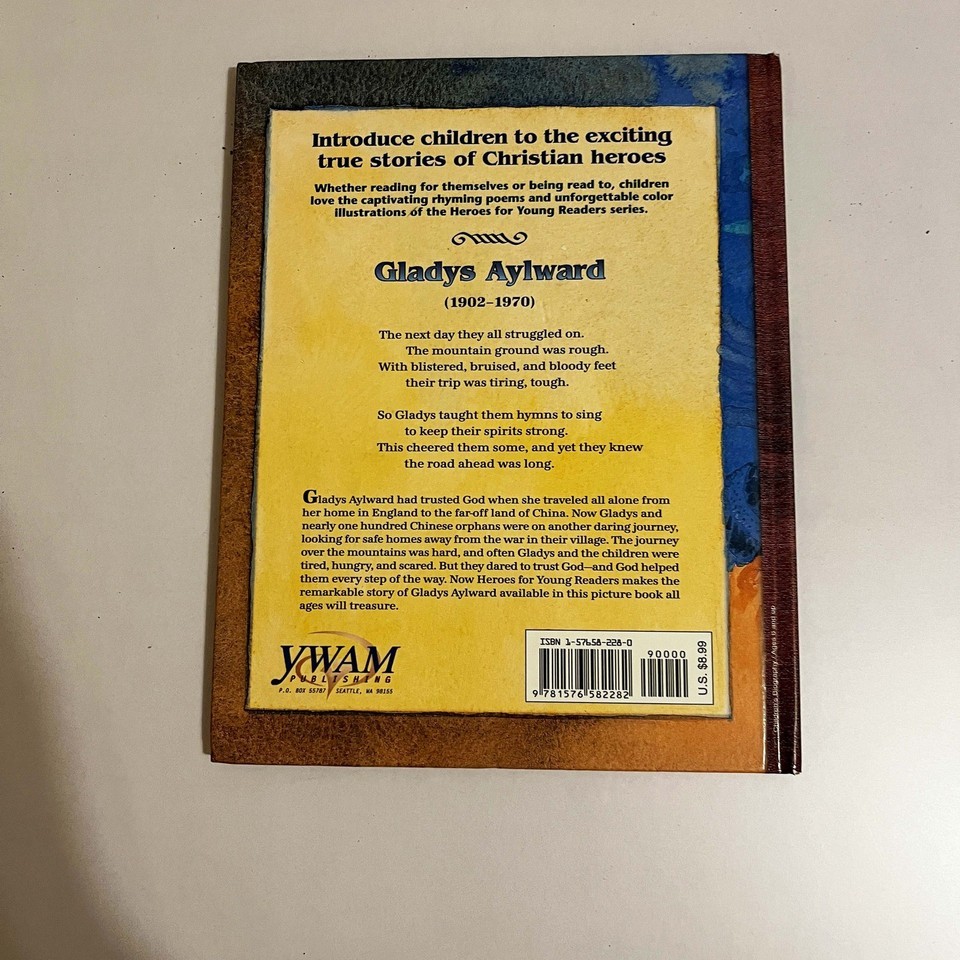 Introduce children to the exciting
true stories of Christian heroes
Whether reading for themselves or being read to, children
love the captivating rhyming poems and unforgettable color
illustrations of the Heroes for Young Readers series.
Gladys Aylward
(1902–1970)
The next day they all struggled on.
The mountain ground was rough.
With blistered, bruised, and bloody feet
their trip was tiring, tough.
So Gladys taught them hymns to sing
to keep their spirits strong.
This cheered them some, and yet they knew
the road ahead was long.
Gladys Aylward had trusted God when she traveled all alone from
her home in England to the far-off land of China. Now Gladys and
nearly one hundred Chinese orphans were on another daring journey,
looking for safe homes away from the war in their village. The journey
over the mountains was hard, and often Gladys and the children were
tired, hungry, and scared. But they dared to trust God—and God helped
them every step of the way. Now Heroes for Young Readers makes the
remarkable story of Gladys Aylward available in this picture book all
ages will treasure.
YWAM
PUBLISHING
P.O. BOX 55787 SEATTLE, WA 98155
ISBN 1-57658-228-0
90000
9 781576 582282
U.S. $8.99
Children's Biography / Ages 6 and up